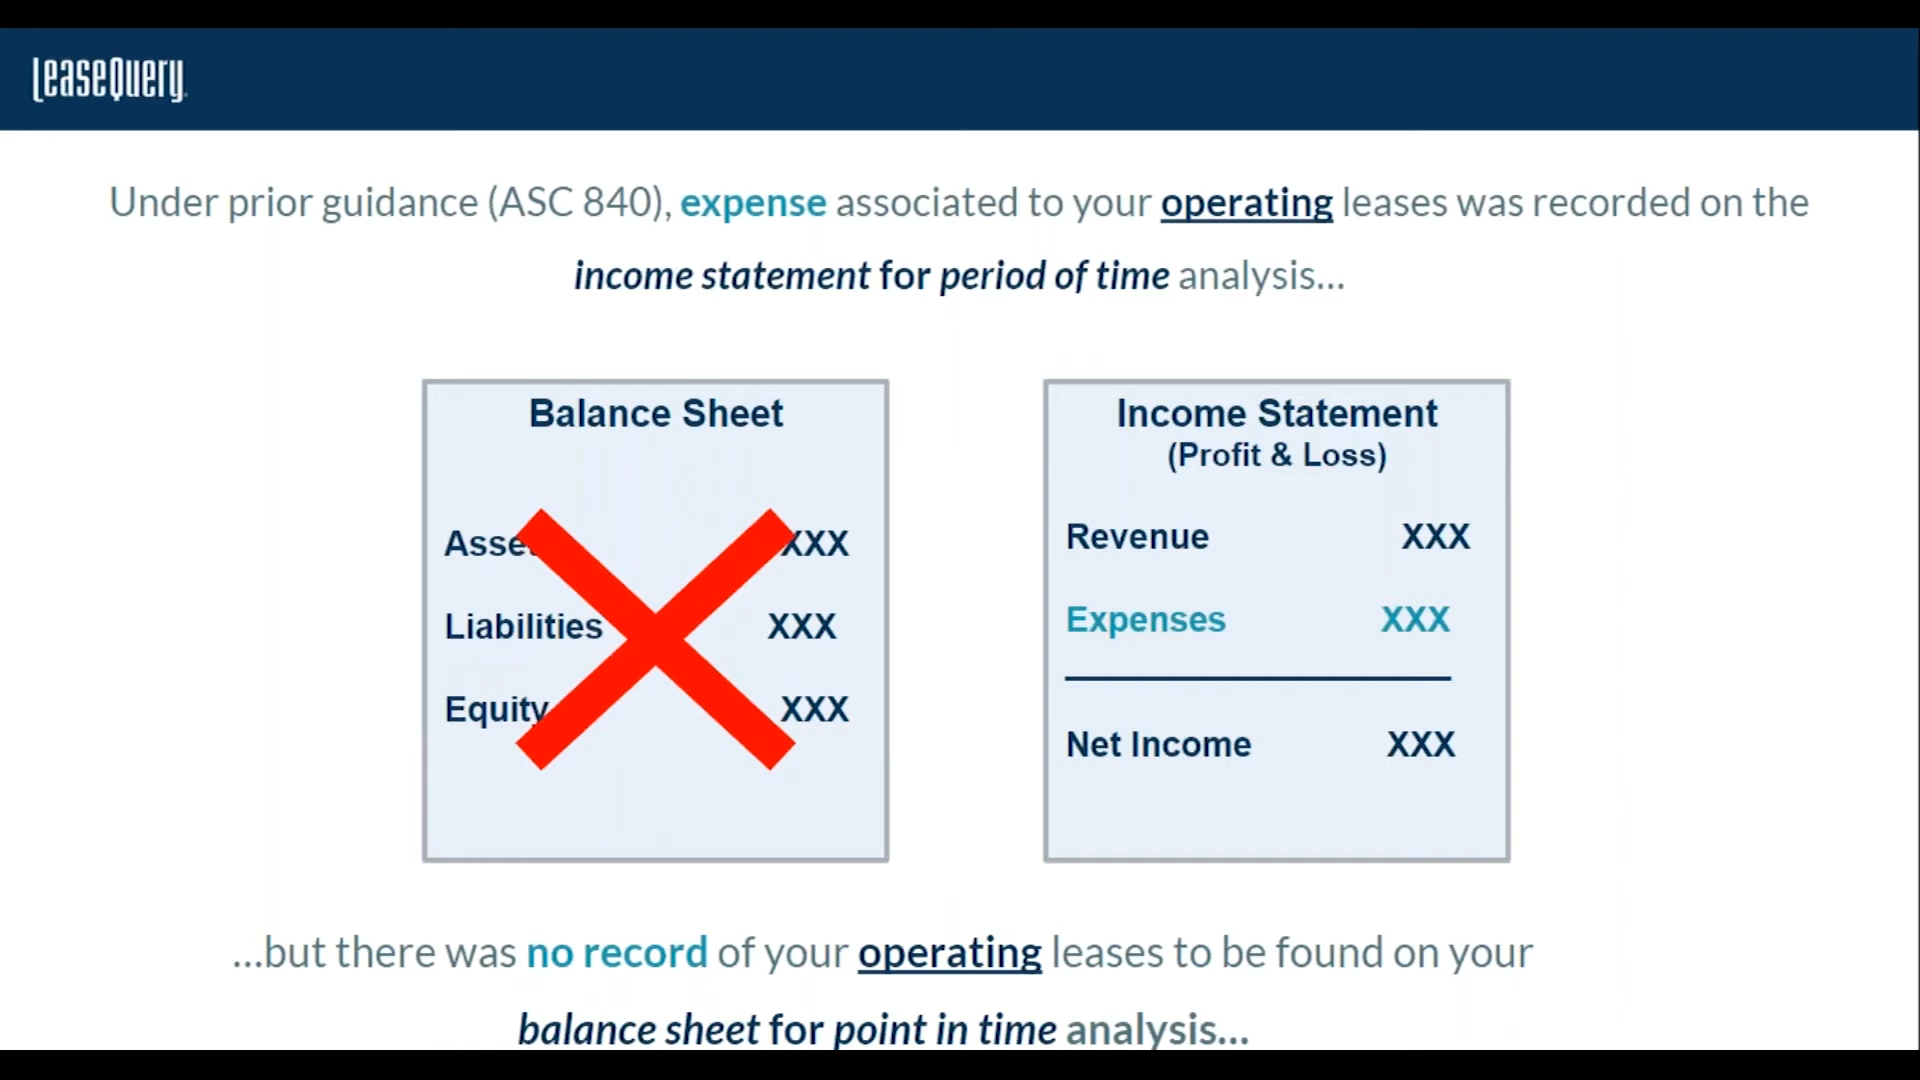 LeaseQuery
Under prior guidance (ASC 840), expense associated to your operating leases was recorded on the
income statement for period of time analysis...
Balance Sheet
XXX
Liabilities XXX
Equity XXX
Income Statement
(Profit & Loss)
Revenue XXX
Expenses XXX
Net Income XXX
...but there was no record of your operating leases to be found on your
balance sheet for point in time analysis...